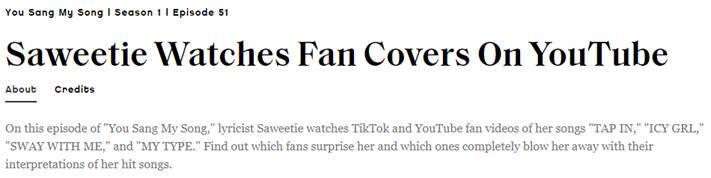 You Sang My Song | Season 1 | Episode 51
Saweetie Watches Fan Covers On YouTube
About Credits
On this episode of "You Sang My Song," lyricist Saweetie watches TikTok and YouTube fan videos of her songs "TAP IN," "ICY GRL,"
"SWAY WITH ME," and "MY TYPE." Find out which fans surprise her and which ones completely blow her away with their
interpretations of her hit songs.